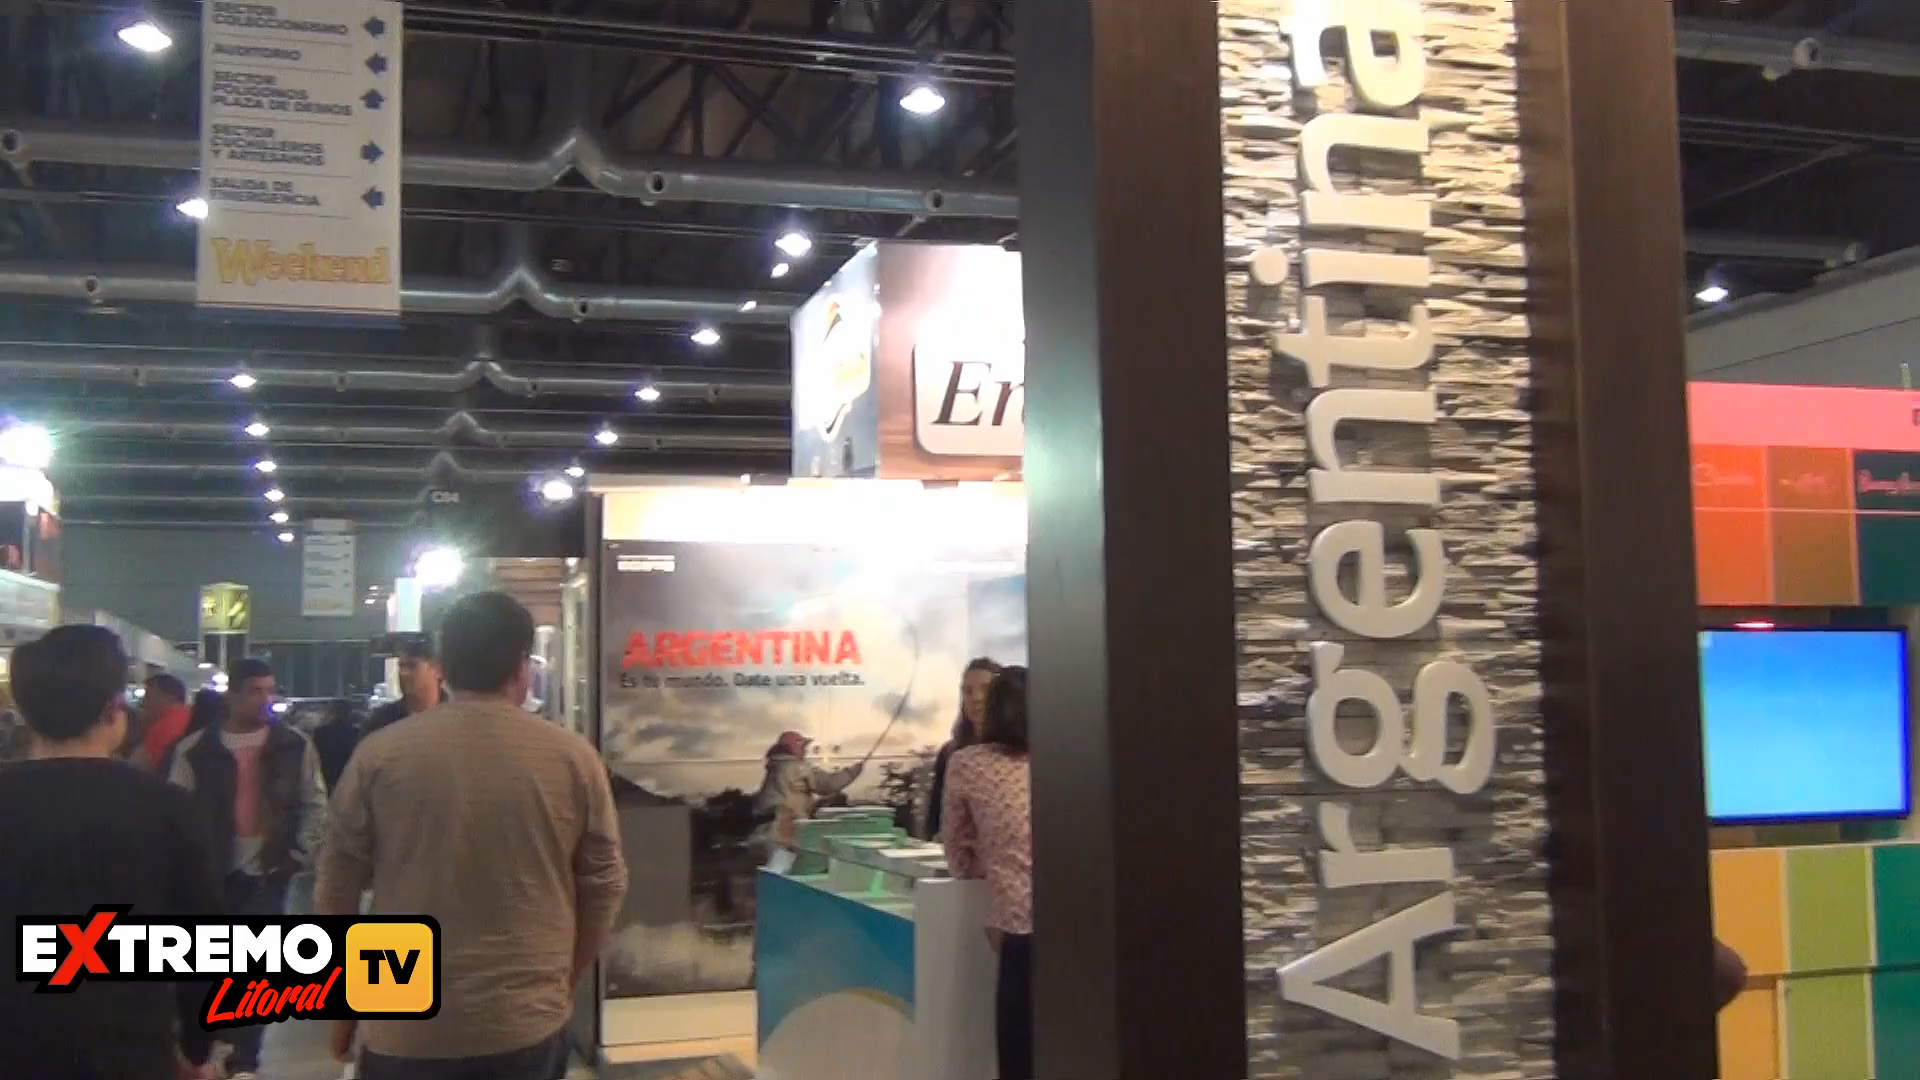 SECTOR
COLECCIONISMO
AUDITORIO
SECTOR
POLÍGONOS
PLAZA DE DEMOS
SECTOR
CUCHILLEROS
Y ARTESANOS
SALIDA DE
EMERGENCIA
Weekend
C84
ARGENTINA
Es tu mundo. Date una vuelta.
Argentina
EXTREMO
Litoral
TV